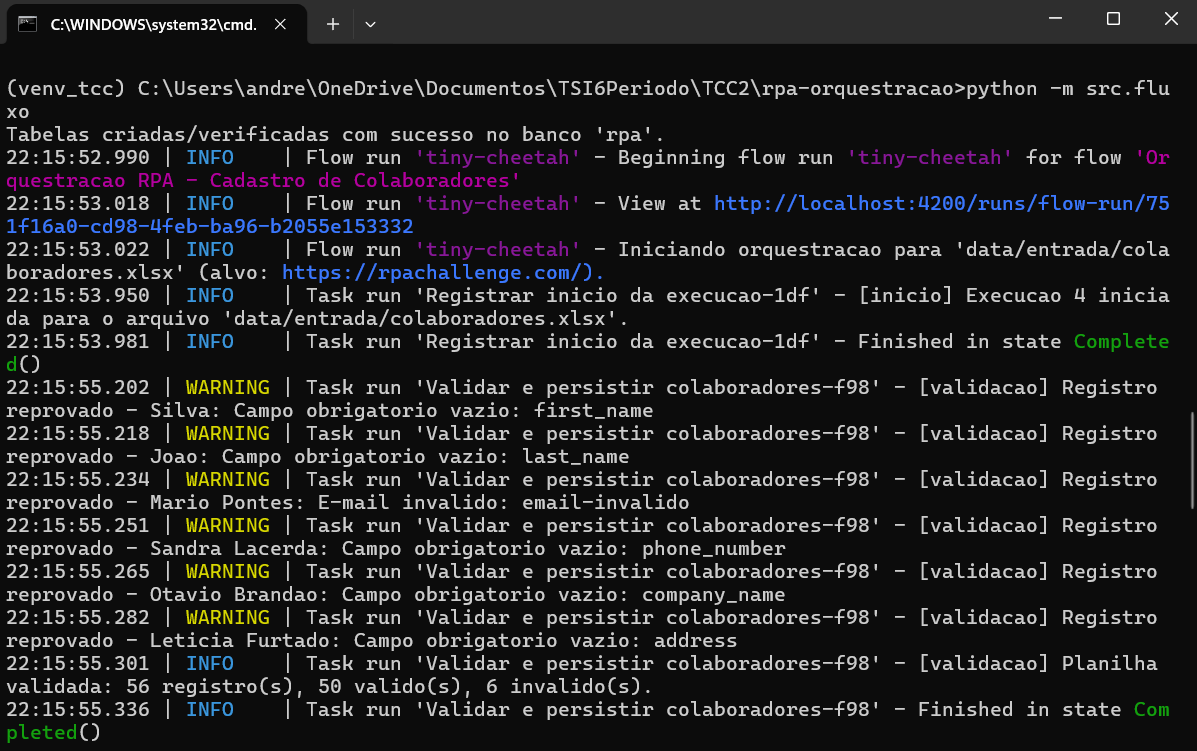 C:\WINDOWS\system32\cmd.
(venv_tcc) C:\Users\andre\OneDrive\Documentos\TSI6Periodo\TCC2\rpa-orquestracao>python -m src.flu
xo
Tabelas criadas/verificadas com sucesso no banco 'rpa'.
22:15:52.990 | INFO    | Flow run 'tiny-cheetah' - Beginning flow run 'tiny-cheetah' for flow 'Or
questracao RPA - Cadastro de Colaboradores'
22:15:53.018 | INFO    | Flow run 'tiny-cheetah' - View at http://localhost:4200/runs/flow-run/75
1f16a0-cd98-4feb-ba96-b2055e153332
22:15:53.022 | INFO    | Flow run 'tiny-cheetah' - Iniciando orquestracao para 'data/entrada/cola
boradores.xlsx' (alvo: https://rpachallenge.com/).
22:15:53.950 | INFO    | Task run 'Registrar inicio da execucao-1df' - [inicio] Execucao 4 inicia
da para o arquivo 'data/entrada/colaboradores.xlsx'.
22:15:53.981 | INFO    | Task run 'Registrar inicio da execucao-1df' - Finished in state Complete
d()
22:15:55.202 | WARNING | Task run 'Validar e persistir colaboradores-f98' - [validacao] Registro
reprovado - Silva: Campo obrigatorio vazio: first_name
22:15:55.218 | WARNING | Task run 'Validar e persistir colaboradores-f98' - [validacao] Registro
reprovado - Joao: Campo obrigatorio vazio: last_name
22:15:55.234 | WARNING | Task run 'Validar e persistir colaboradores-f98' - [validacao] Registro
reprovado - Mario Pontes: E-mail invalido: email-invalido
22:15:55.251 | WARNING | Task run 'Validar e persistir colaboradores-f98' - [validacao] Registro
reprovado - Sandra Lacerda: Campo obrigatorio vazio: phone_number
22:15:55.265 | WARNING | Task run 'Validar e persistir colaboradores-f98' - [validacao] Registro
reprovado - Otavio Brandao: Campo obrigatorio vazio: company_name
22:15:55.282 | WARNING | Task run 'Validar e persistir colaboradores-f98' - [validacao] Registro
reprovado - Leticia Furtado: Campo obrigatorio vazio: address
22:15:55.301 | INFO    | Task run 'Validar e persistir colaboradores-f98' - [validacao] Planilha
validada: 56 registro(s), 50 valido(s), 6 invalido(s).
22:15:55.336 | INFO    | Task run 'Validar e persistir colaboradores-f98' - Finished in state Com
pleted()